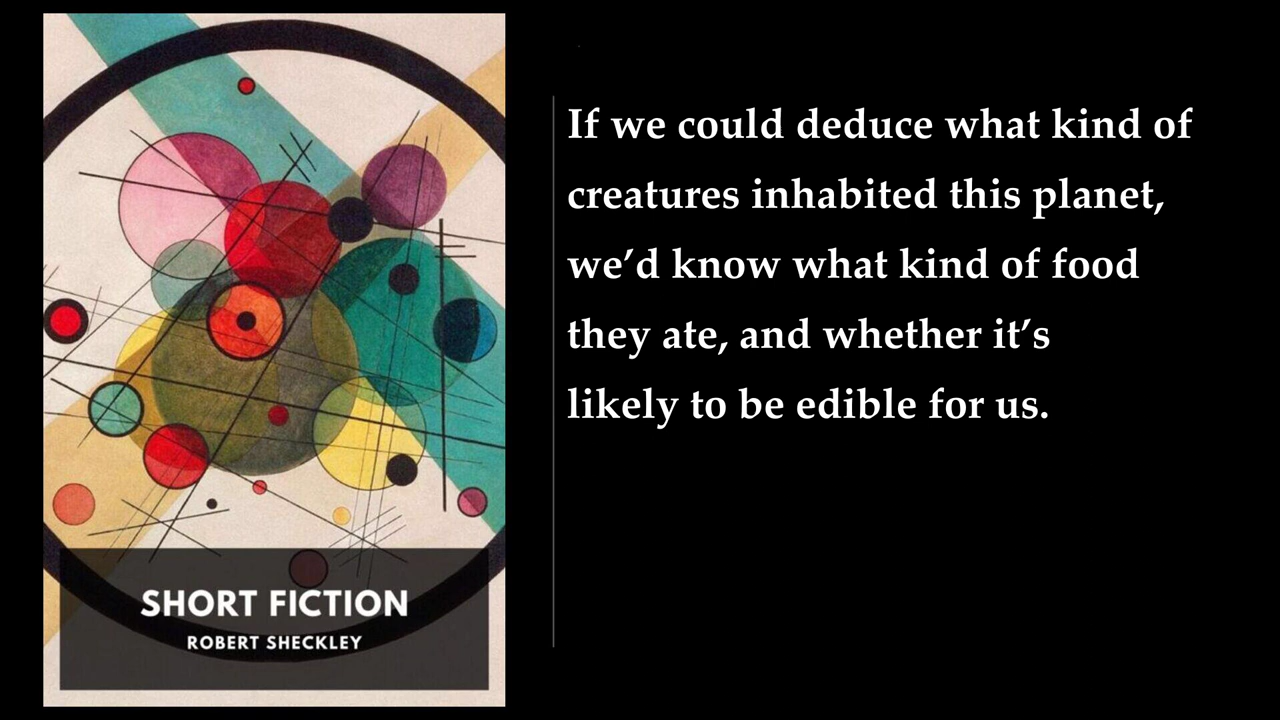 SHORT FICTION
ROBERT SHECKLEY
If we could deduce what kind of
creatures inhabited this planet,
we’d know what kind of food
they ate, and whether it’s
likely to be edible for us.